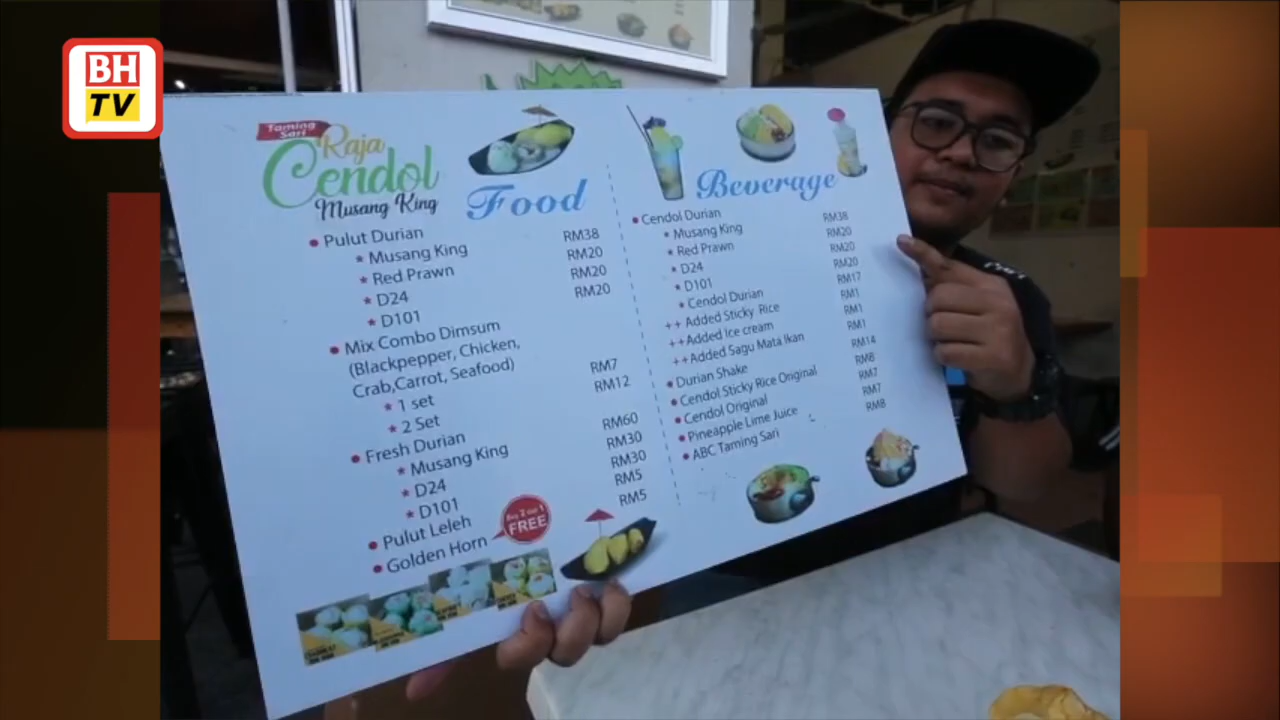 BH
TV
Taming
Sari
Raja
Cendol
Musang King
Food
Pulut Durian
* Musang King RM38
* Red Prawn RM20
* D24 RM20
* D101 RM20
Mix Combo Dimsum
(Blackpepper, Chicken,
Crab,Carrot, Seafood)
* 1 set RM7
* 2 Set RM12
Fresh Durian
* Musang King RM60
* D24 RM30
* D101 RM30
Pulut Leleh RM5
Golden Horn RM5
FREE
Beverage
Cendol Durian
* Musang King RM38
* Red Prawn RM20
* D24 RM20
* D101 RM20
* Cendol Durian RM17
++ Added Sticky Rice RM1
++Added Ice cream RM1
++Added Sagu Mata Ikan RM1
Durian Shake RM14
Cendol Sticky Rice Original RM8
Cendol Original RM7
Pineapple Lime Juice RM7
ABC Taming Sari RM8